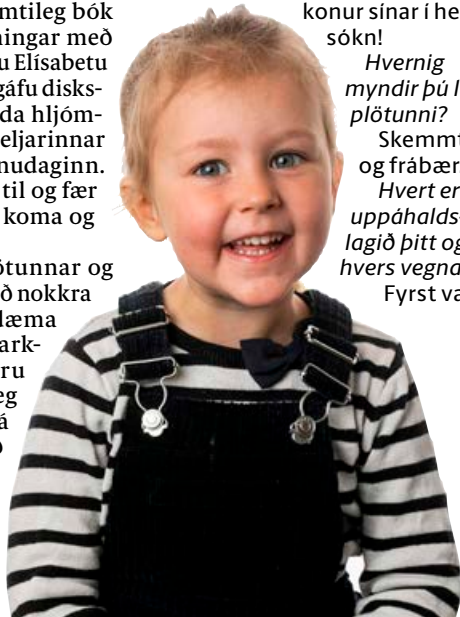 mtileg bók
ningar með
u Elísabetu
gáfu disks-
da hljóm-
eljarinnar
nudaginn.
til og fær
koma og
ötunnar og
ð nokkra
læma
ark-
ru
eg
á
konur sínar í he
sókn!
Hvernig
myndir þú l
plötunni?
Skemmt
og frábær.
Hvert er
uppáhalds-
lagið þitt og
hvers vegna
Fyrst va